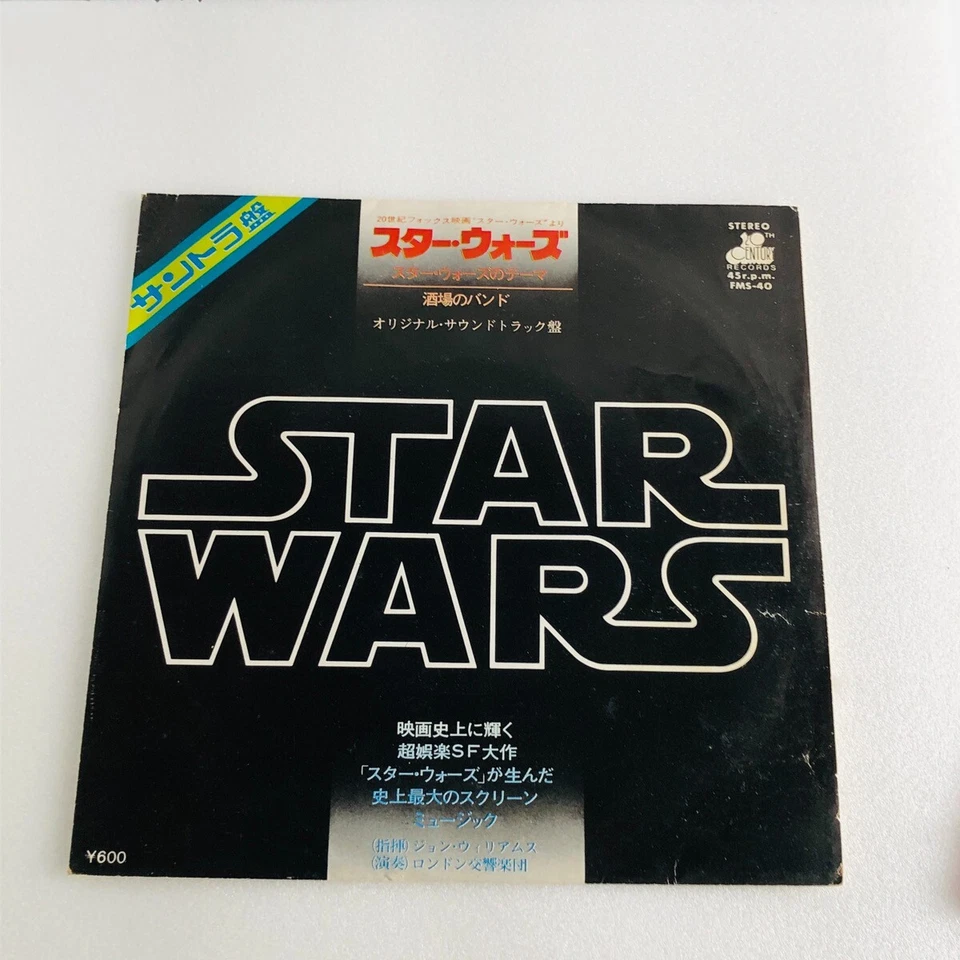 サントラ盤
20世紀フォックス映画"スター・ウォーズ"より
スター・ウォーズ
スター・ウォーズのテーマ
酒場のバンド
オリジナル・サウンドトラック盤
STEREO
20TH
CENTURY
RECORDS
45r.p.m.
FMS-40
STAR
WARS
映画史上に輝く
超娯楽SF大作
「スター・ウォーズ」が生んだ
史上最大のスクリーン
ミュージック
(指揮)ジョン・ウィリアムス
(演奏)ロンドン交響楽団
¥600